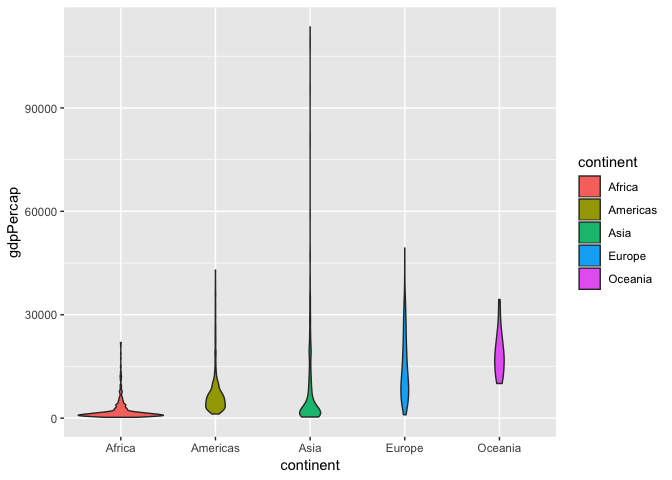 gdpPercap
90000
60000
30000
0
Africa Americas Asia Europe Oceania
continent
continent
Africa
Americas
Asia
Europe
Oceania